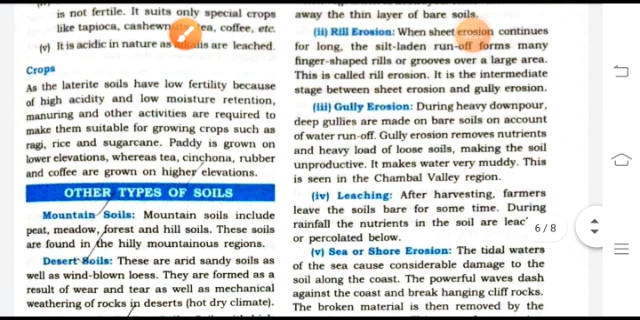 is not fertile. It suits only special crops
like tapioca, tea, coffee, etc.
(v) It is acidic in nature as are leached.
Crops
As the laterite soils have low fertility because
of high acidity and low moisture retention,
manuring and other activities are required to
make them suitable for growing crops such as
ragi, rice and sugarcane. Paddy is grown on
lower elevations, whereas tea, cinchona, rubber
and coffee are grown on higher elevations.
OTHER TYPES OF SOILS
Mountain Soils: Mountain soils include
peat, meadow, forest and hill soils. These soils
are found in the hilly mountainous regions.
Desert Soils: These are arid sandy soils as
well as wind-blown loess. They are formed as a
result of wear and tear as well as mechanical
weathering of rocks in deserts (hot dry climate).
away the thin layer of bare soils.
(ii) Rill Erosion: When sheet erosion continues
for long, the silt-laden run-off forms many
finger-shaped rills or grooves over a large area.
This is called rill erosion. It is the intermediate
stage between sheet erosion and gully erosion.
(iii) Gully Erosion: During heavy downpour,
deep gullies are made on bare soils on account
of water run-off. Gully erosion removes nutrients
and heavy load of loose soils, making the soil
unproductive. It makes water very muddy. This
is seen in the Chambal Valley region.
(iv) Leaching: After harvesting, farmers
leave the soils bare for some time. During
rainfall the nutrients in the soil are leac
or percolated below.
6/8
(v) Sea or Shore Erosion: The tidal waters
of the sea cause considerable damage to the
soil along the coast. The powerful waves dash
against the coast and break hanging cliff rocks.
The broken material is then removed by the